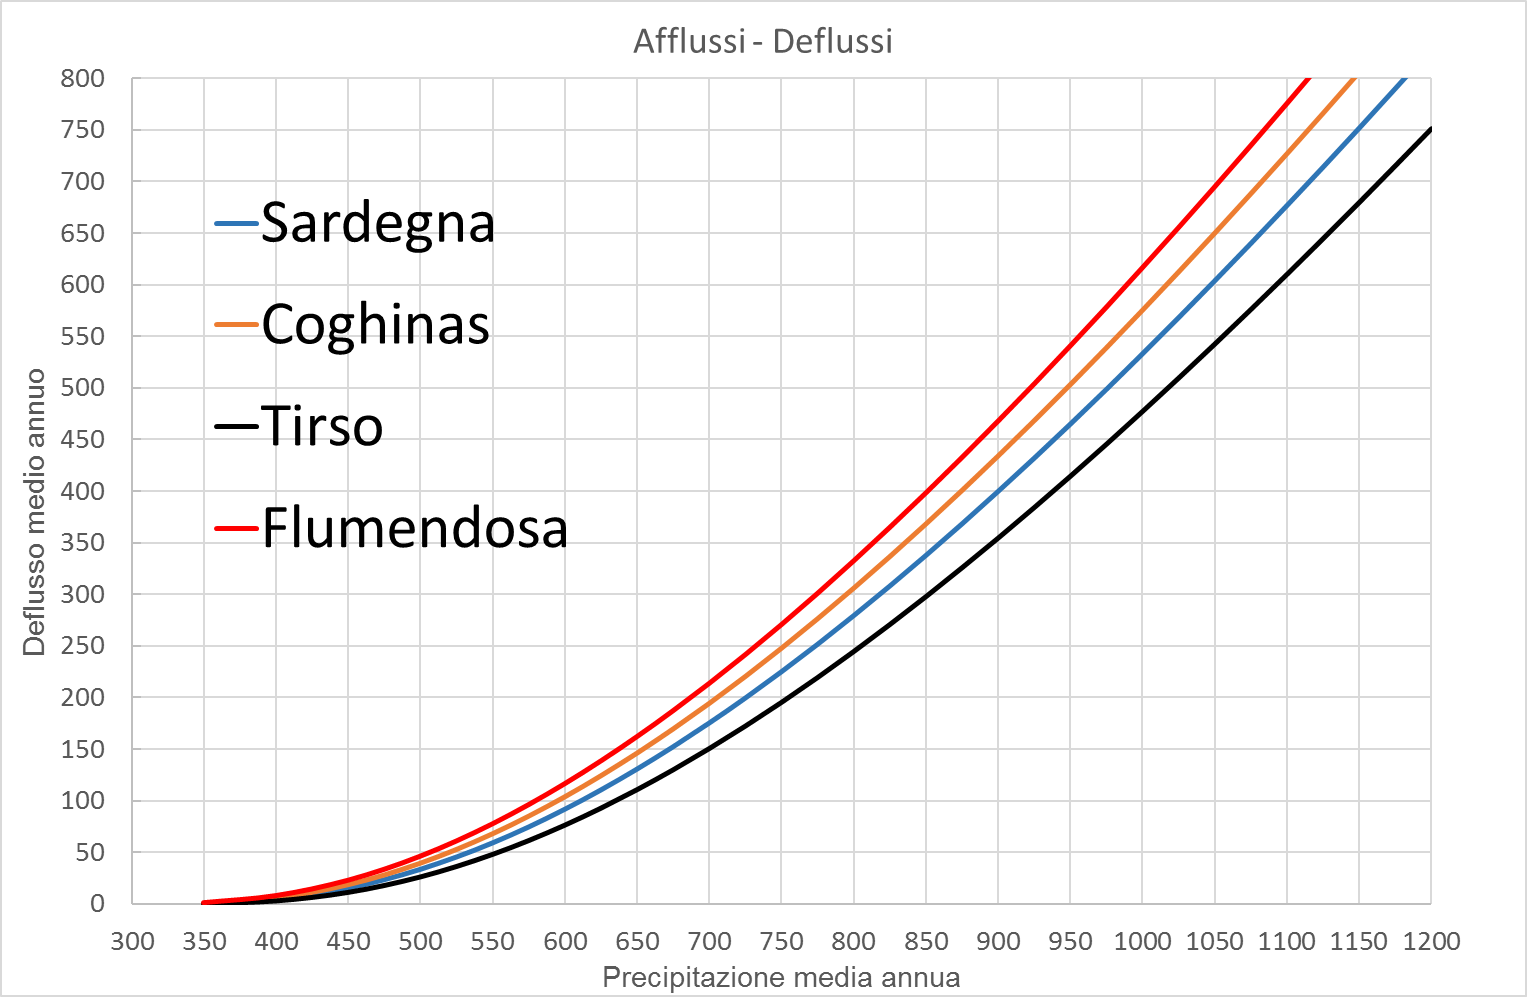 Afflussi - Deflussi
800
750
700
650
600
550
500
450
400
350
300
250
200
150
100
50
0
Deflusso medio annuo
Sardegna
Coghinas
Tirso
Flumendosa
300 350 400 450 500 550 600 650 700 750 800 850 900 950 1000 1050 1100 1150 1200
Precipitazione media annua